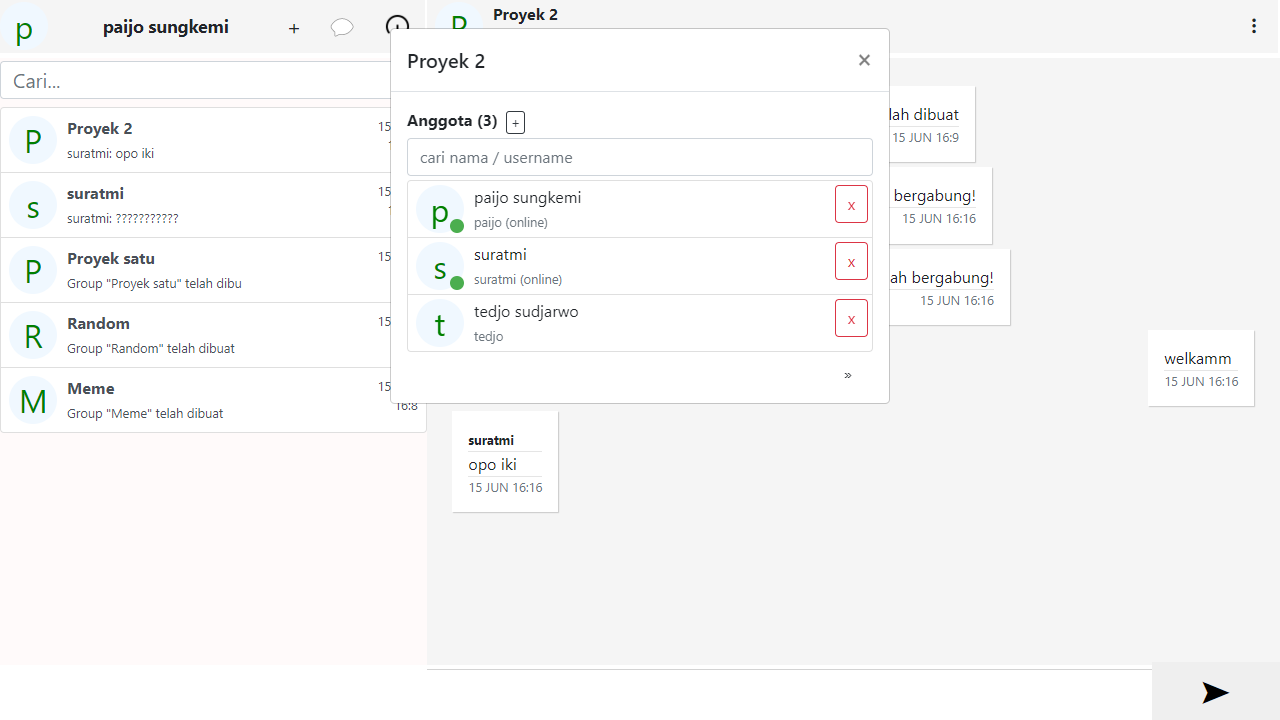 p
paijo sungkemi
+
P
Proyek 2
Cari...
P
Proyek 2
15
suratmi: opo iki
s
suratmi
15
suratmi: ???????????
P
Proyek satu
15
Group "Proyek satu" telah dibu
R
Random
15
Group "Random" telah dibuat
M
Meme
15
Group "Meme" telah dibuat
16:8
Proyek 2
×
Anggota (3) +
cari nama / username
p
paijo sungkemi
x
paijo (online)
s
suratmi
x
suratmi (online)
t
tedjo sudjarwo
x
tedjo
»
lah dibuat
15 JUN 16:9
bergabung!
15 JUN 16:16
ah bergabung!
15 JUN 16:16
welkamm
15 JUN 16:16
suratmi
opo iki
15 JUN 16:16